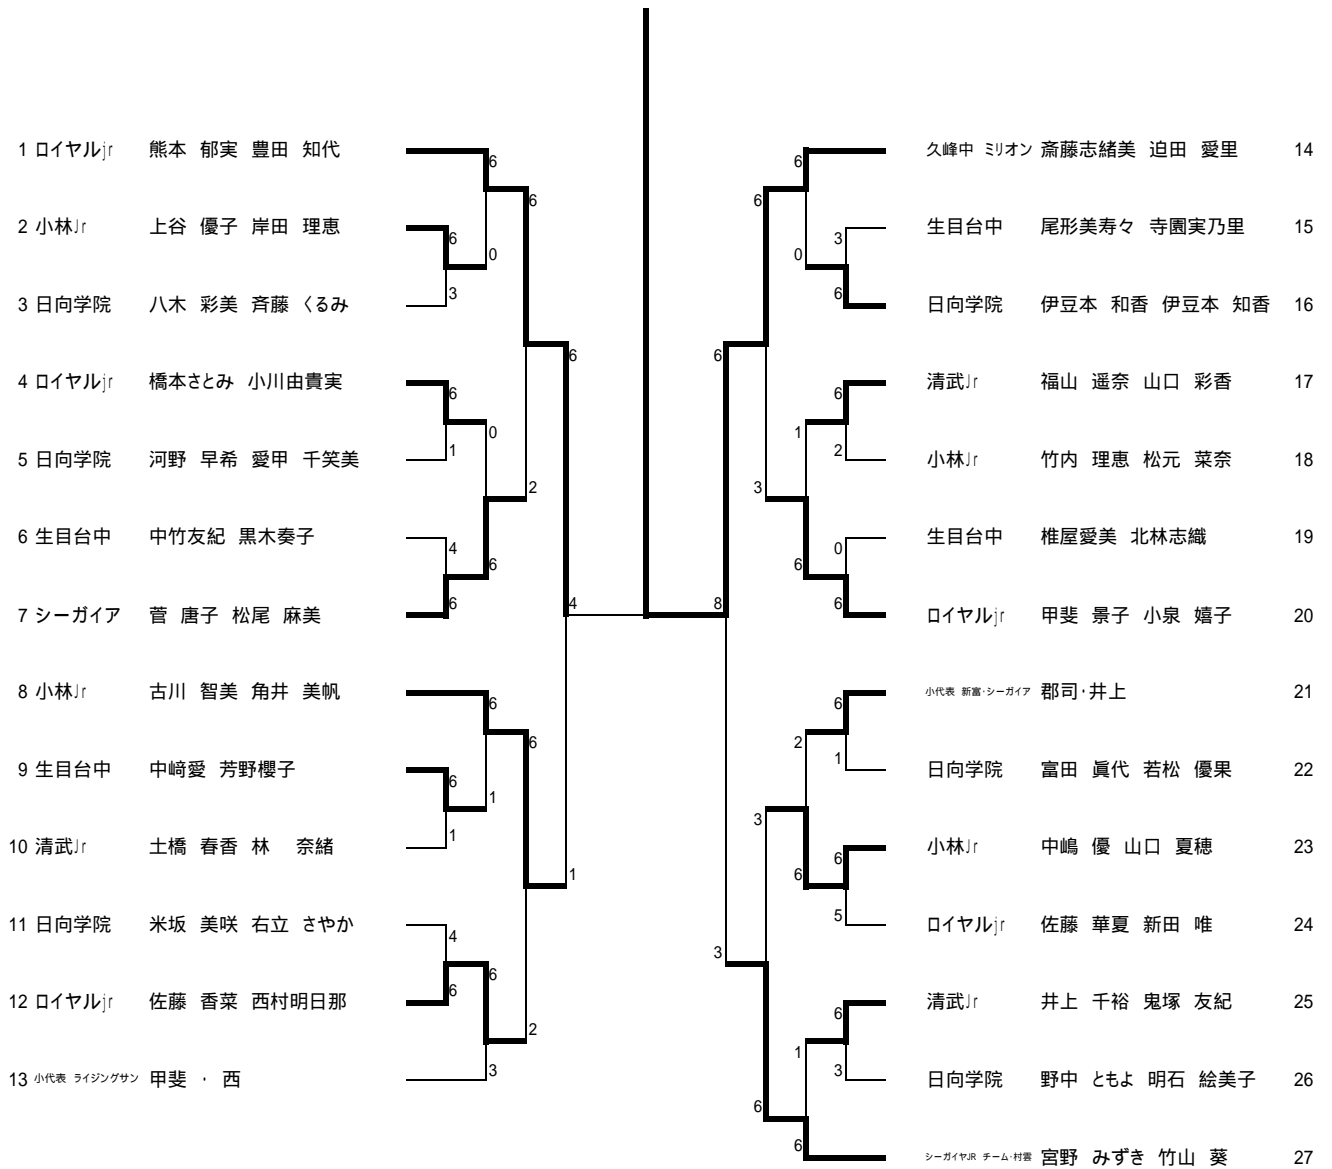 1 ロイヤルjr 熊本 郁実 豊田 知代
2 小林Jr 上谷 優子 岸田 理恵
3 日向学院 八木 彩美 斉藤 くるみ
4 ロイヤルjr 橋本さとみ 小川由貴実
5 日向学院 河野 早希 愛甲 千笑美
6 生目台中 中竹友紀 黒木奏子
7 シーガイア 菅 唐子 松尾 麻美
8 小林Jr 古川 智美 角井 美帆
9 生目台中 中﨑愛 芳野櫻子
10 清武Jr 土橋 春香 林 奈緒
11 日向学院 米坂 美咲 右立 さやか
12 ロイヤルjr 佐藤 香菜 西村明日那
13 小代表 ライジングサン 甲斐 ・ 西
6
6
0
6
3
6
6
0
1
2
4
6
6
4
6
6
6
1
1
1
4
6
6
2
3
久峰中 ミリオン 斎藤志緒美 迫田 愛里 14
生目台中 尾形美寿々 寺園実乃里 15
日向学院 伊豆本 和香 伊豆本 知香 16
清武Jr 福山 遥奈 山口 彩香 17
小林Jr 竹内 理恵 松元 菜奈 18
生目台中 椎屋愛美 北林志織 19
ロイヤルjr 甲斐 景子 小泉 嬉子 20
小代表 新富・シーガイア 郡司・井上 21
日向学院 富田 眞代 若松 優果 22
小林Jr 中嶋 優 山口 夏穂 23
ロイヤルjr 佐藤 華夏 新田 唯 24
清武Jr 井上 千裕 鬼塚 友紀 25
日向学院 野中 ともよ 明石 絵美子 26
シーガイヤJR チーム・村雲 宮野 みずき 竹山 葵 27
6
6
3
0
6
6
6
1
2
3
0
6
6
8
6
2
1
3
6
6
5
3
6
1
3
6
6